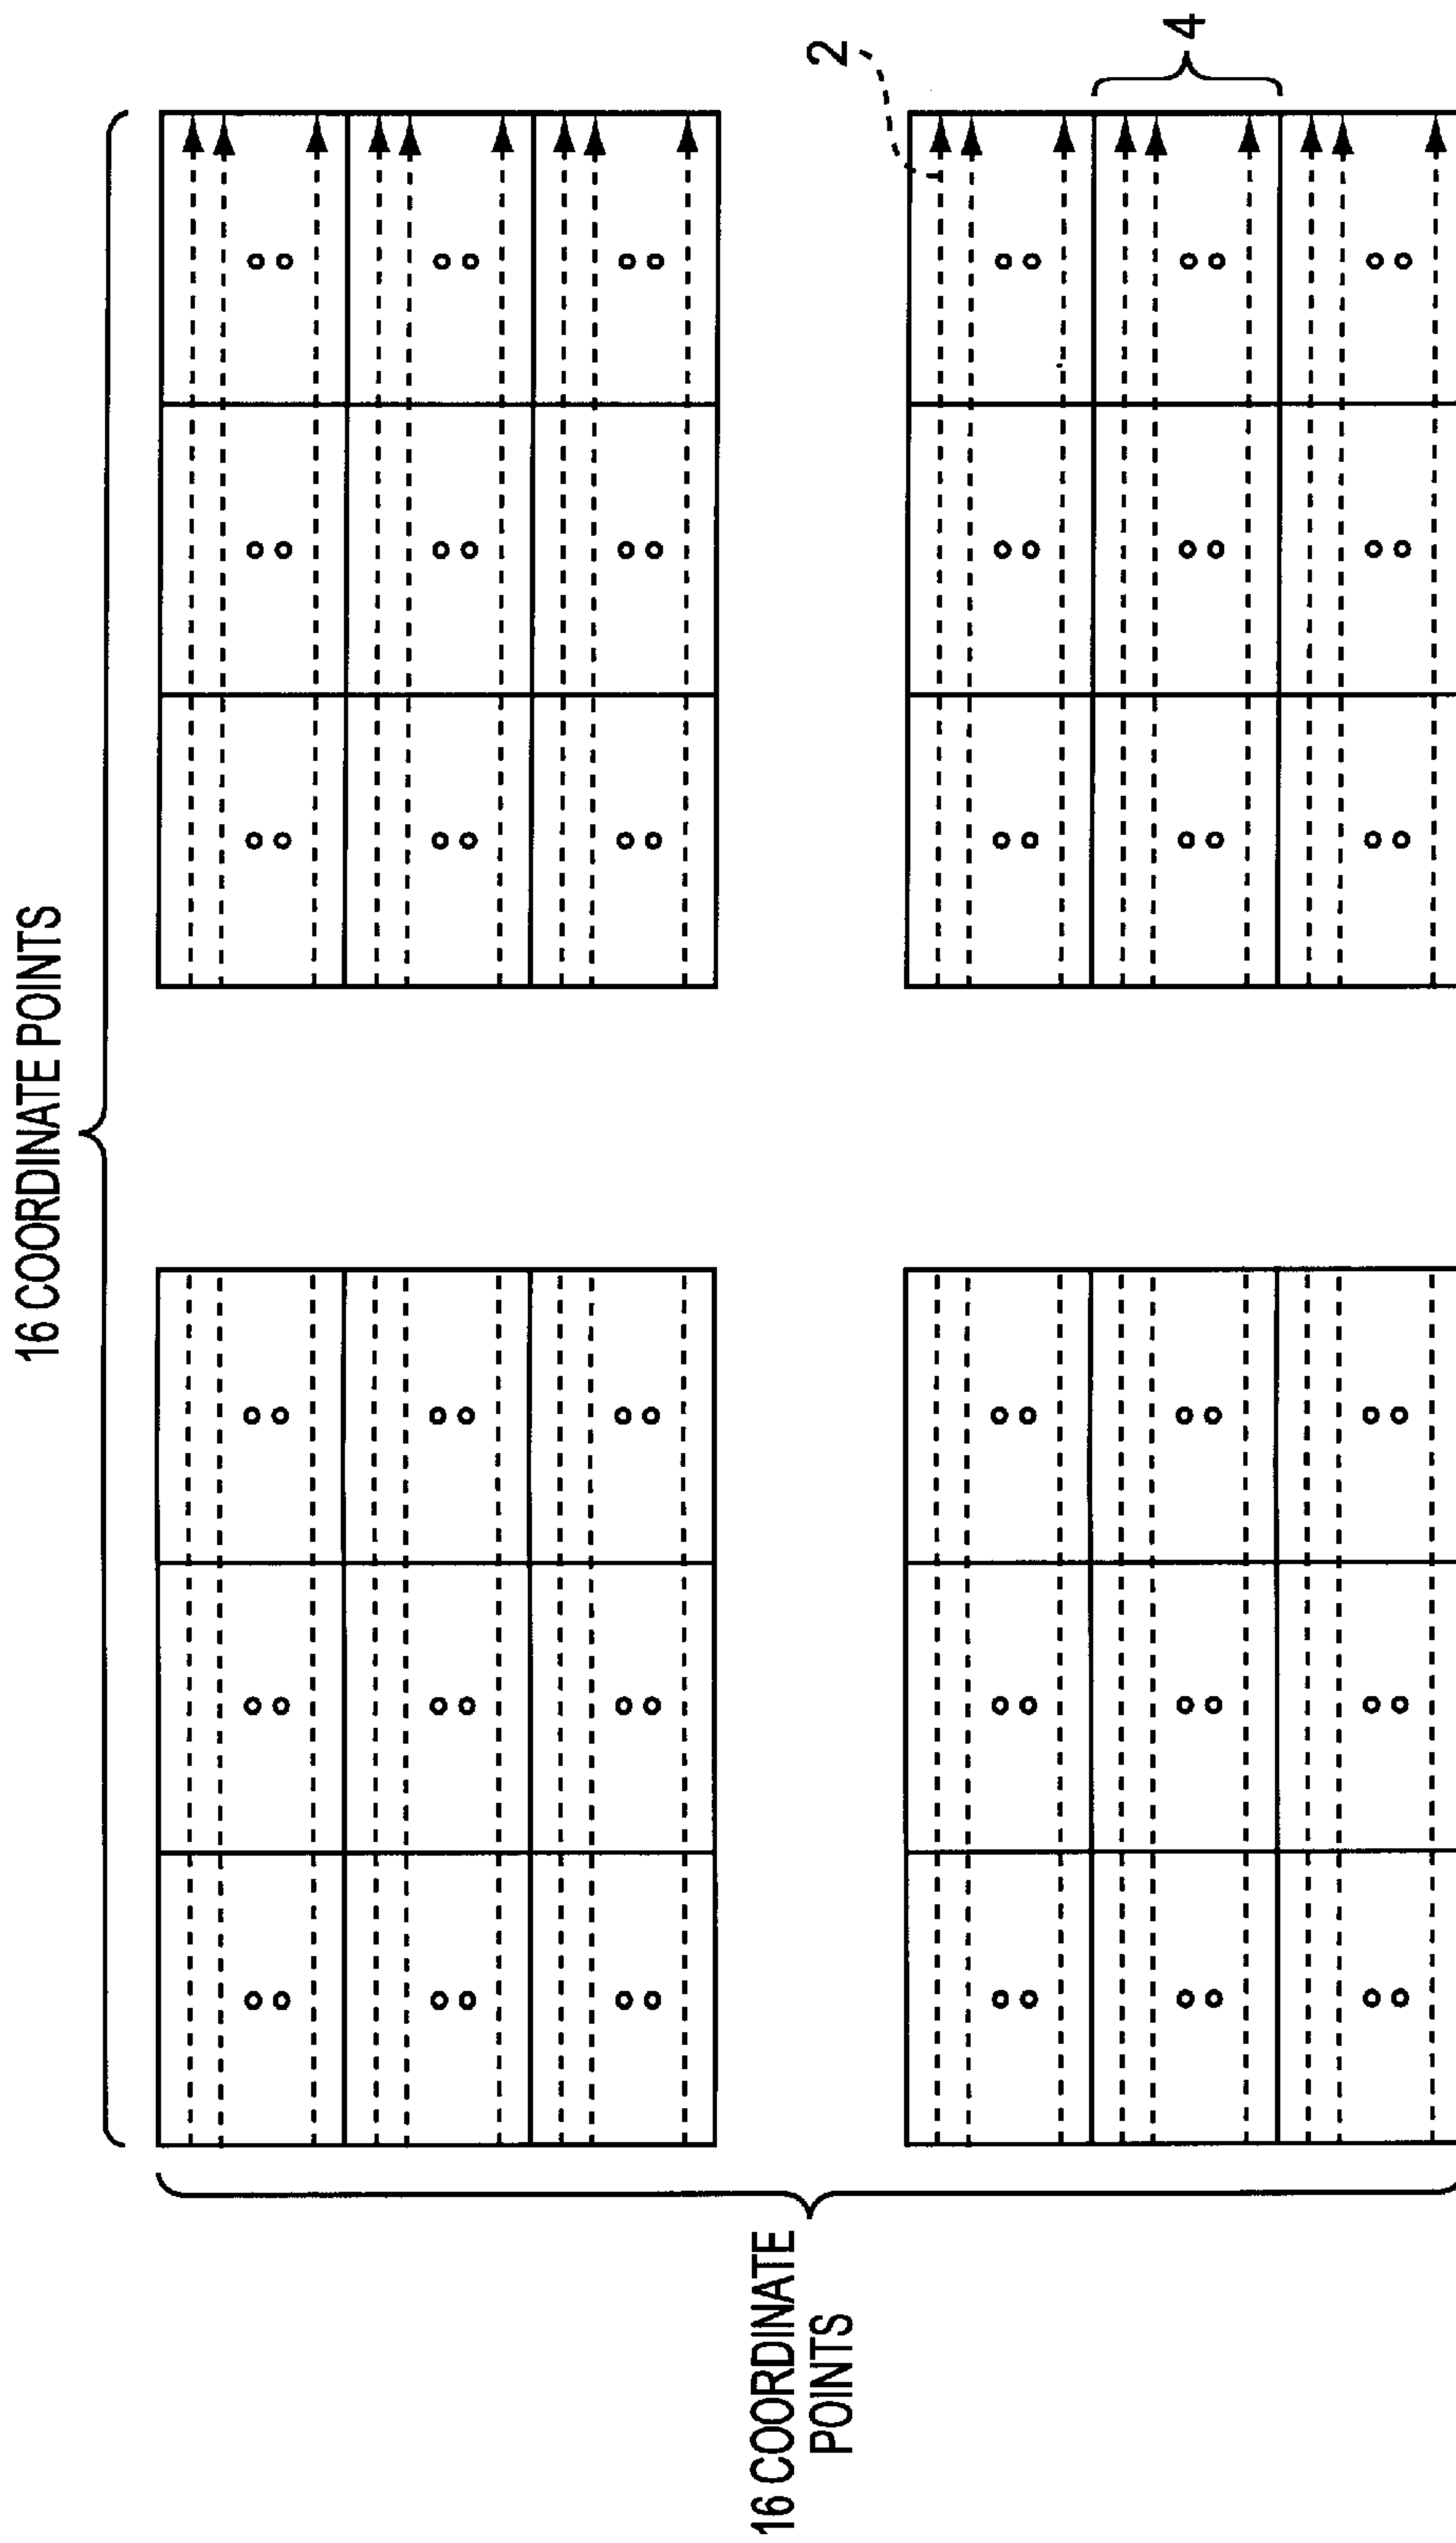 16 COORDINATE POINTS
2
4
16 COORDINATE
POINTS